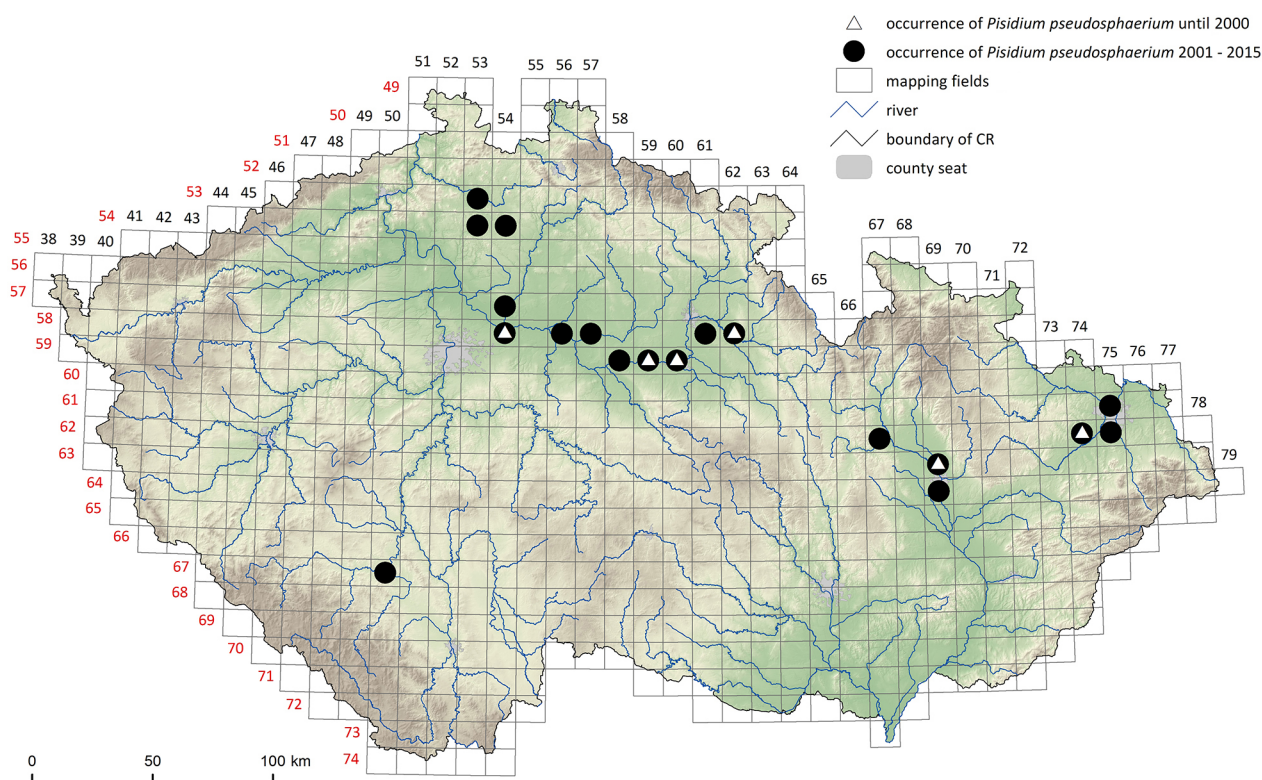 occurrence of Pisidium pseudosphaerium until 2000
occurrence of Pisidium pseudosphaerium 2001 - 2015
mapping fields
river
boundary of CR
county seat
51 52 53 55 56 57
49
50 49 50 54 58
51 47 48 59 60 61
52 46 62 63 64
53 44 45
54 41 42 43
55 38 39 40
67 68 69 70 71 72
56
57
65 66
58
59
73 74 75 76 77
60
61
78
62
63
79
64
65
66
67
68
69
70
71
72
73
74
0 50 100 km